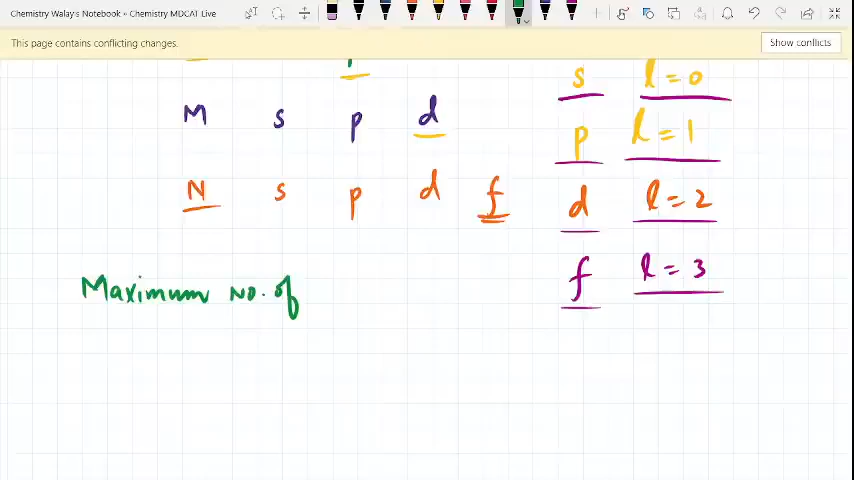 Chemistry Walay's Notebook » Chemistry MDCAT Live
This page contains conflicting changes.
Show conflicts
s l = 0
M s p d
p l = 1
N s p d f
d l = 2
f l = 3
Maximum No. of